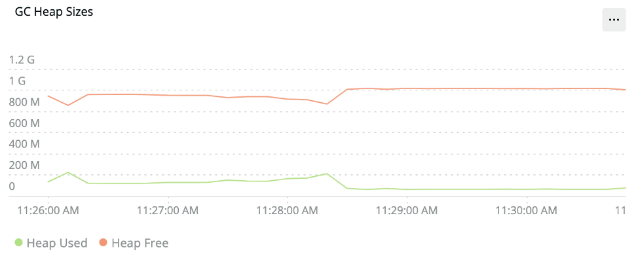 GC Heap Sizes
...
1.2 G
1 G
800 M
600 M
400 M
200 M
0
11:26:00 AM 11:27:00 AM 11:28:00 AM 11:29:00 AM 11:30:00 AM 11
Heap Used Heap Free